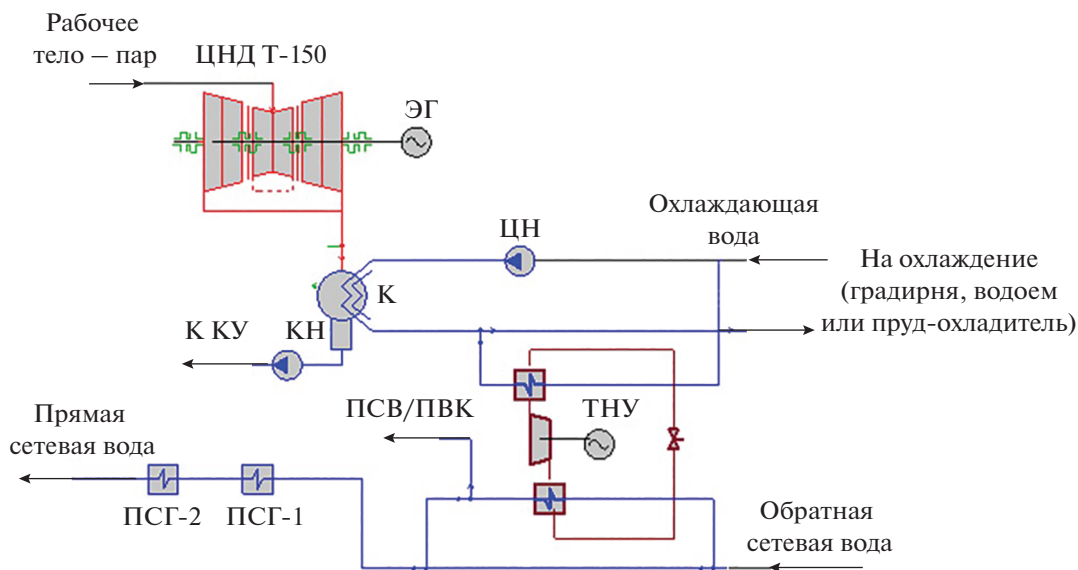 Рабочее
тело – пар
ЦНД Т-150
ЭГ
Охлаждающая
вода
ЦН
На охлаждение
(градирня, водоем
или пруд-охладитель)
К
К КУ
КН
ПСВ/ПВК
ТНУ
Прямая
сетевая вода
ПСГ-2
ПСГ-1
Обратная
сетевая вода